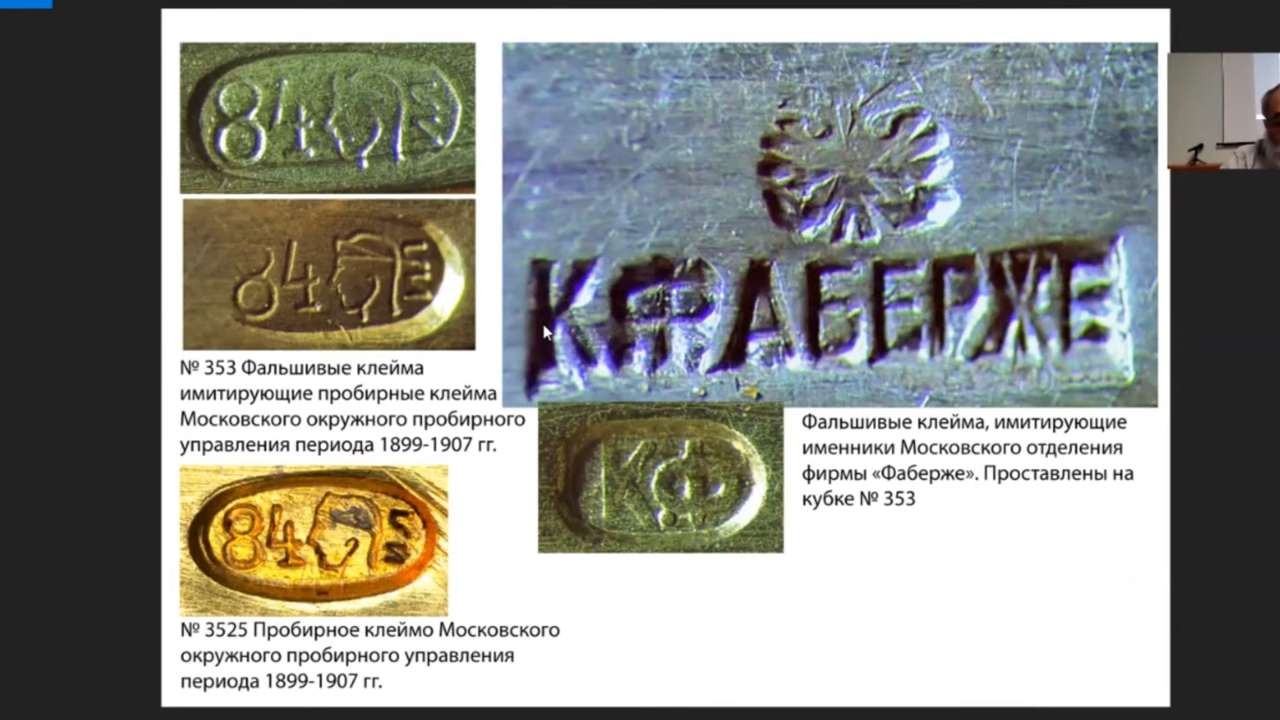 84
84
№ 353 Фальшивые клейма
имитирующие пробирные клейма
Московского окружного пробирного
управления периода 1899-1907 гг.
84
№ 3525 Пробирное клеймо Московского
окружного пробирного управления
периода 1899-1907 гг.
КФАБЕРЖЕ
КФ
Фальшивые клейма, имитирующие
именники Московского отделения
фирмы «Фаберже». Проставлены на
кубке № 353